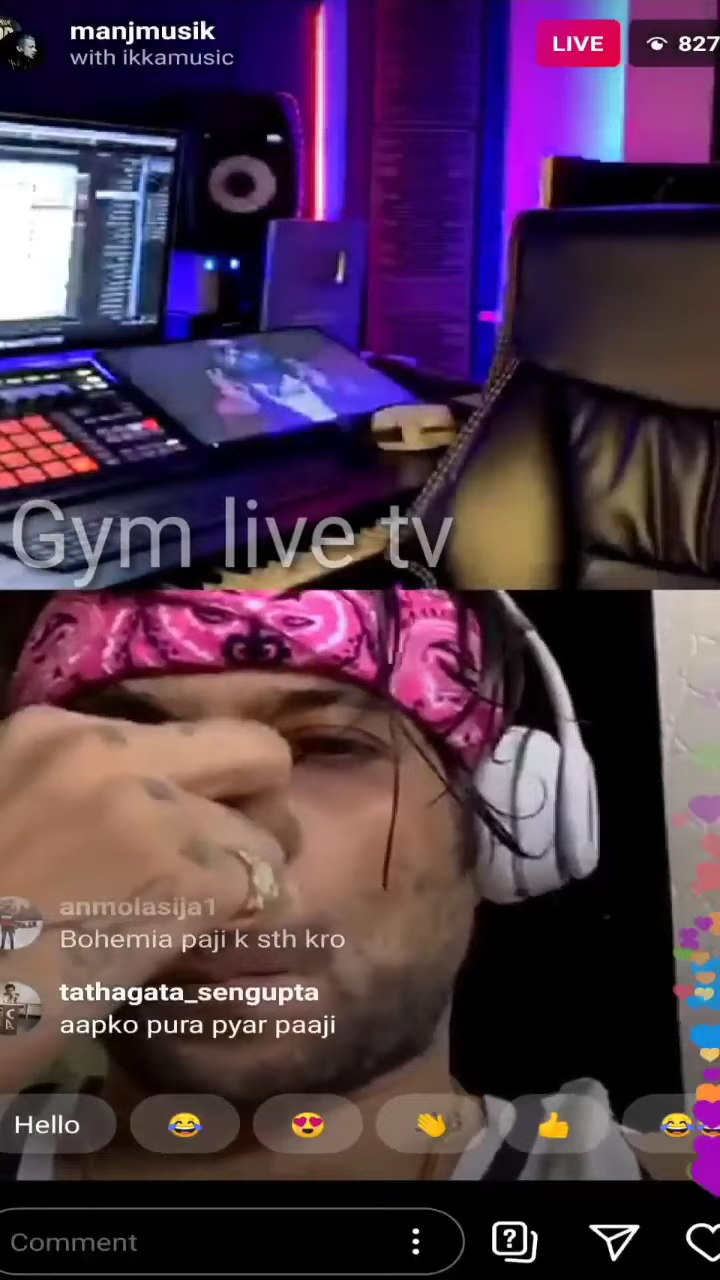 manjmusik
with ikkamusic
LIVE
827
Gym live tv
anmolasija1
Bohemia paji k sth kro
tathagata_sengupta
aapko pura pyar paaji
Hello
Comment